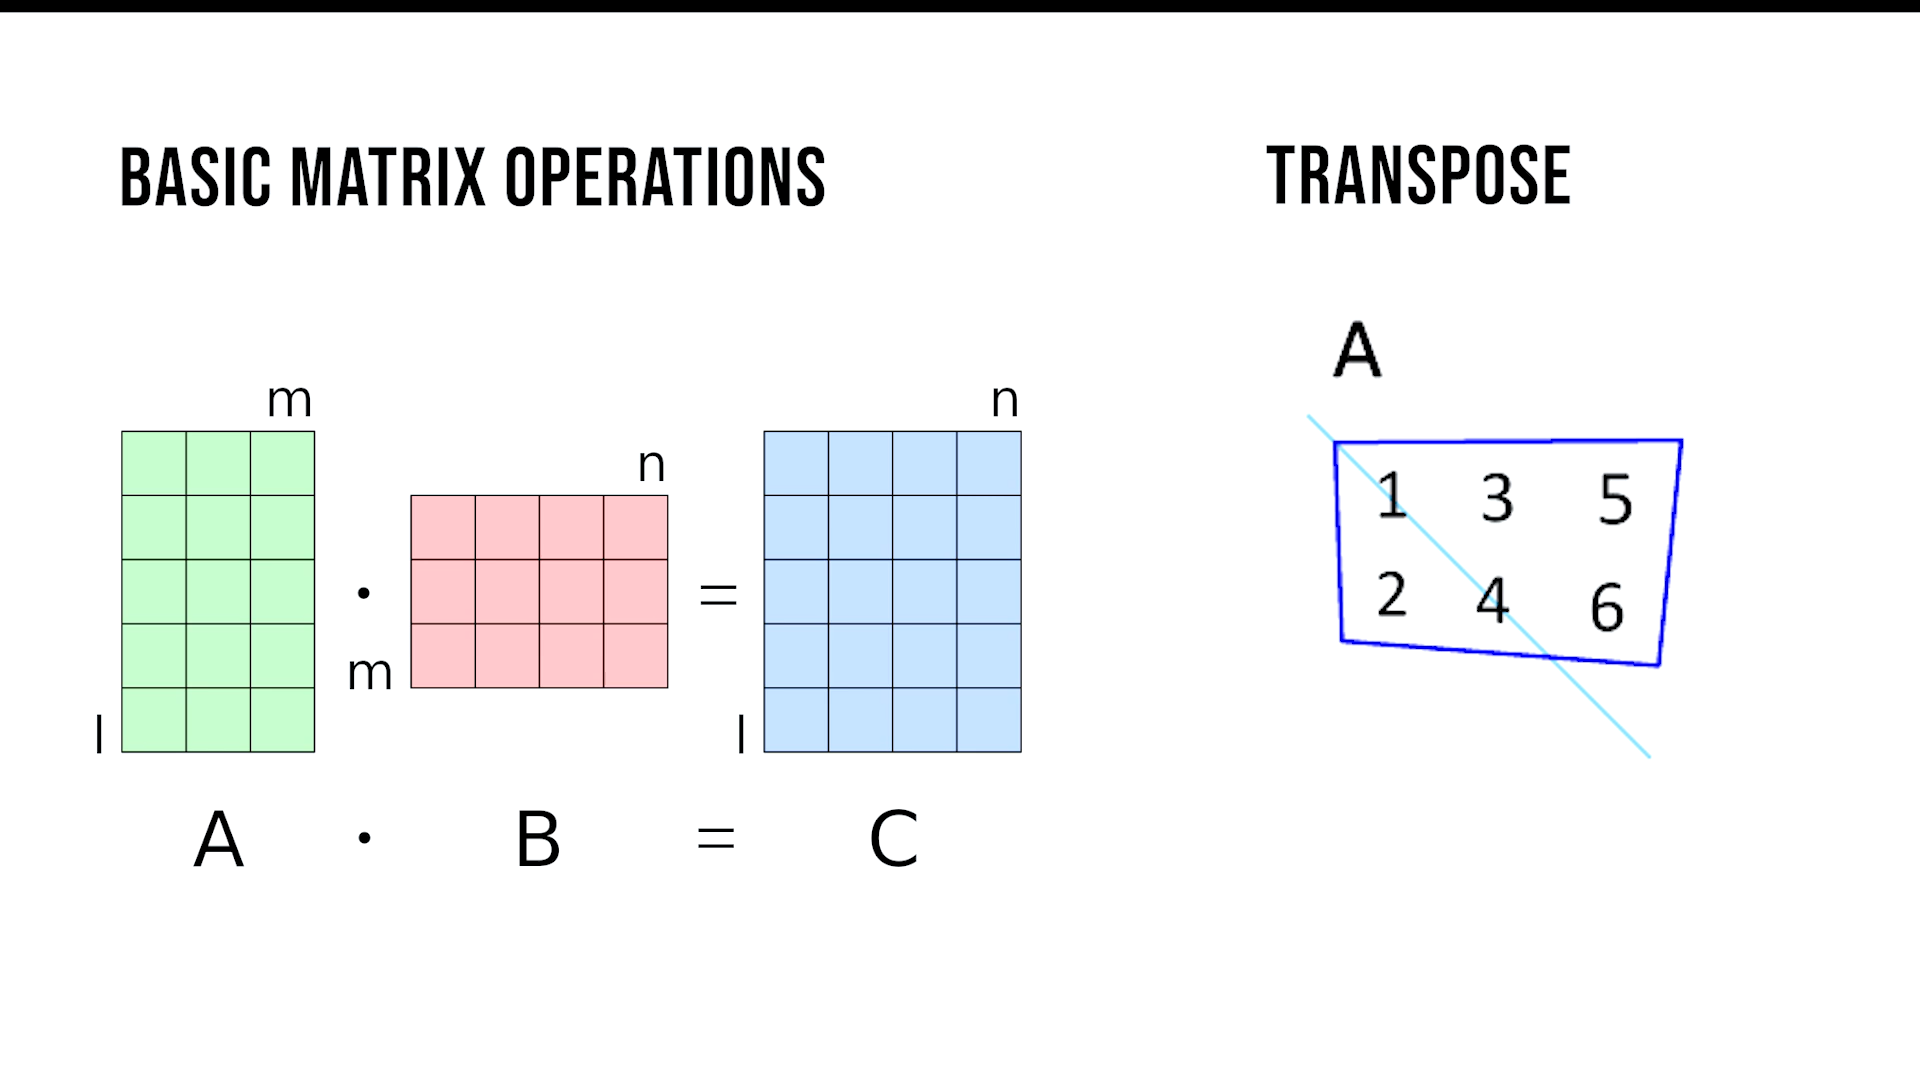 BASIC MATRIX OPERATIONS
m
n
n
· =
m
l
l
A · B = C
TRANSPOSE
A
1 3 5
2 4 6